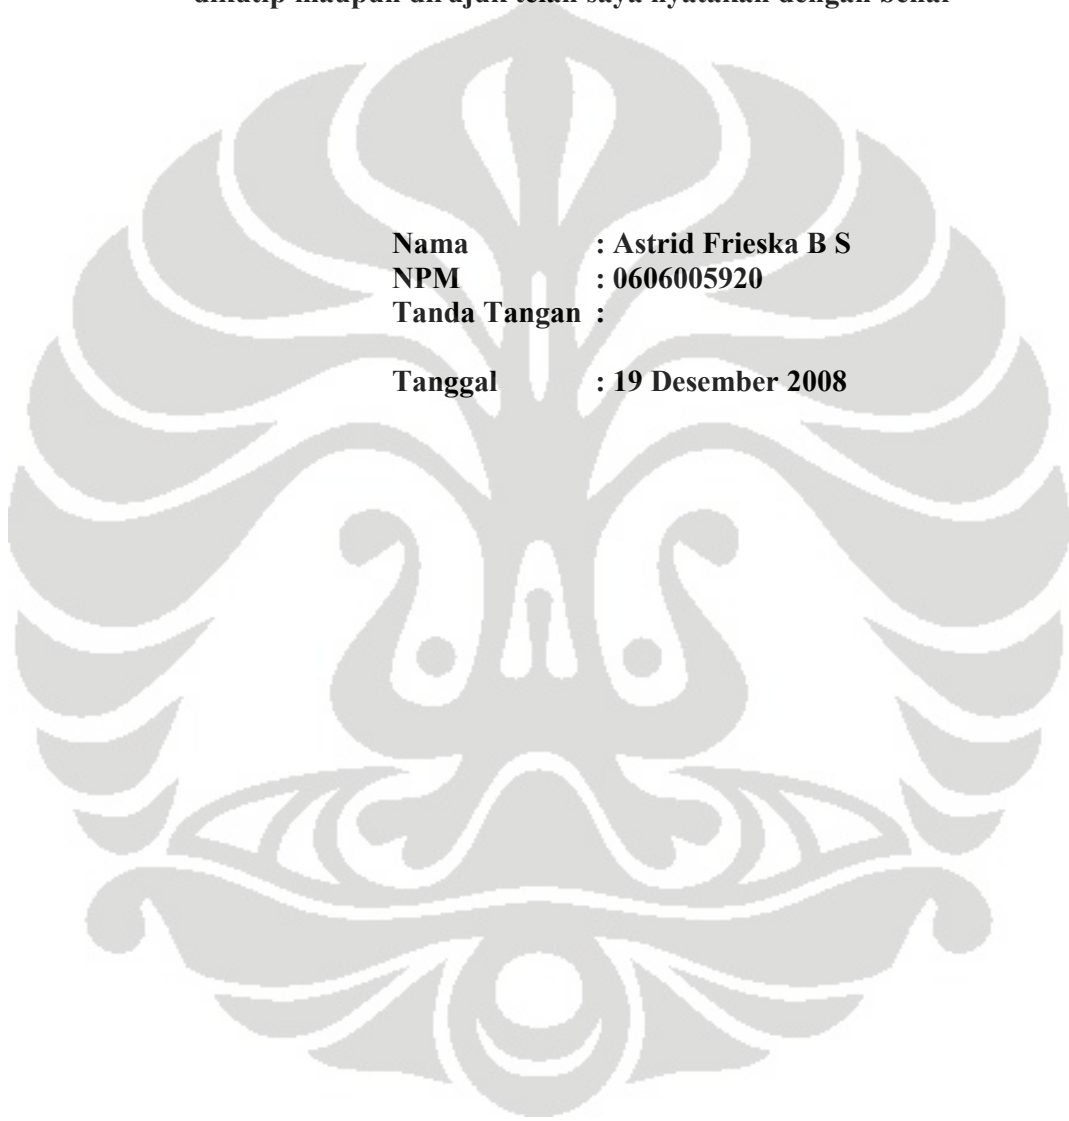 dikutip maupun dirujuk telah saya nyatakan dengan benar
Nama : Astrid Frieska B S
NPM : 0606005920
Tanda Tangan :
Tanggal : 19 Desember 2008